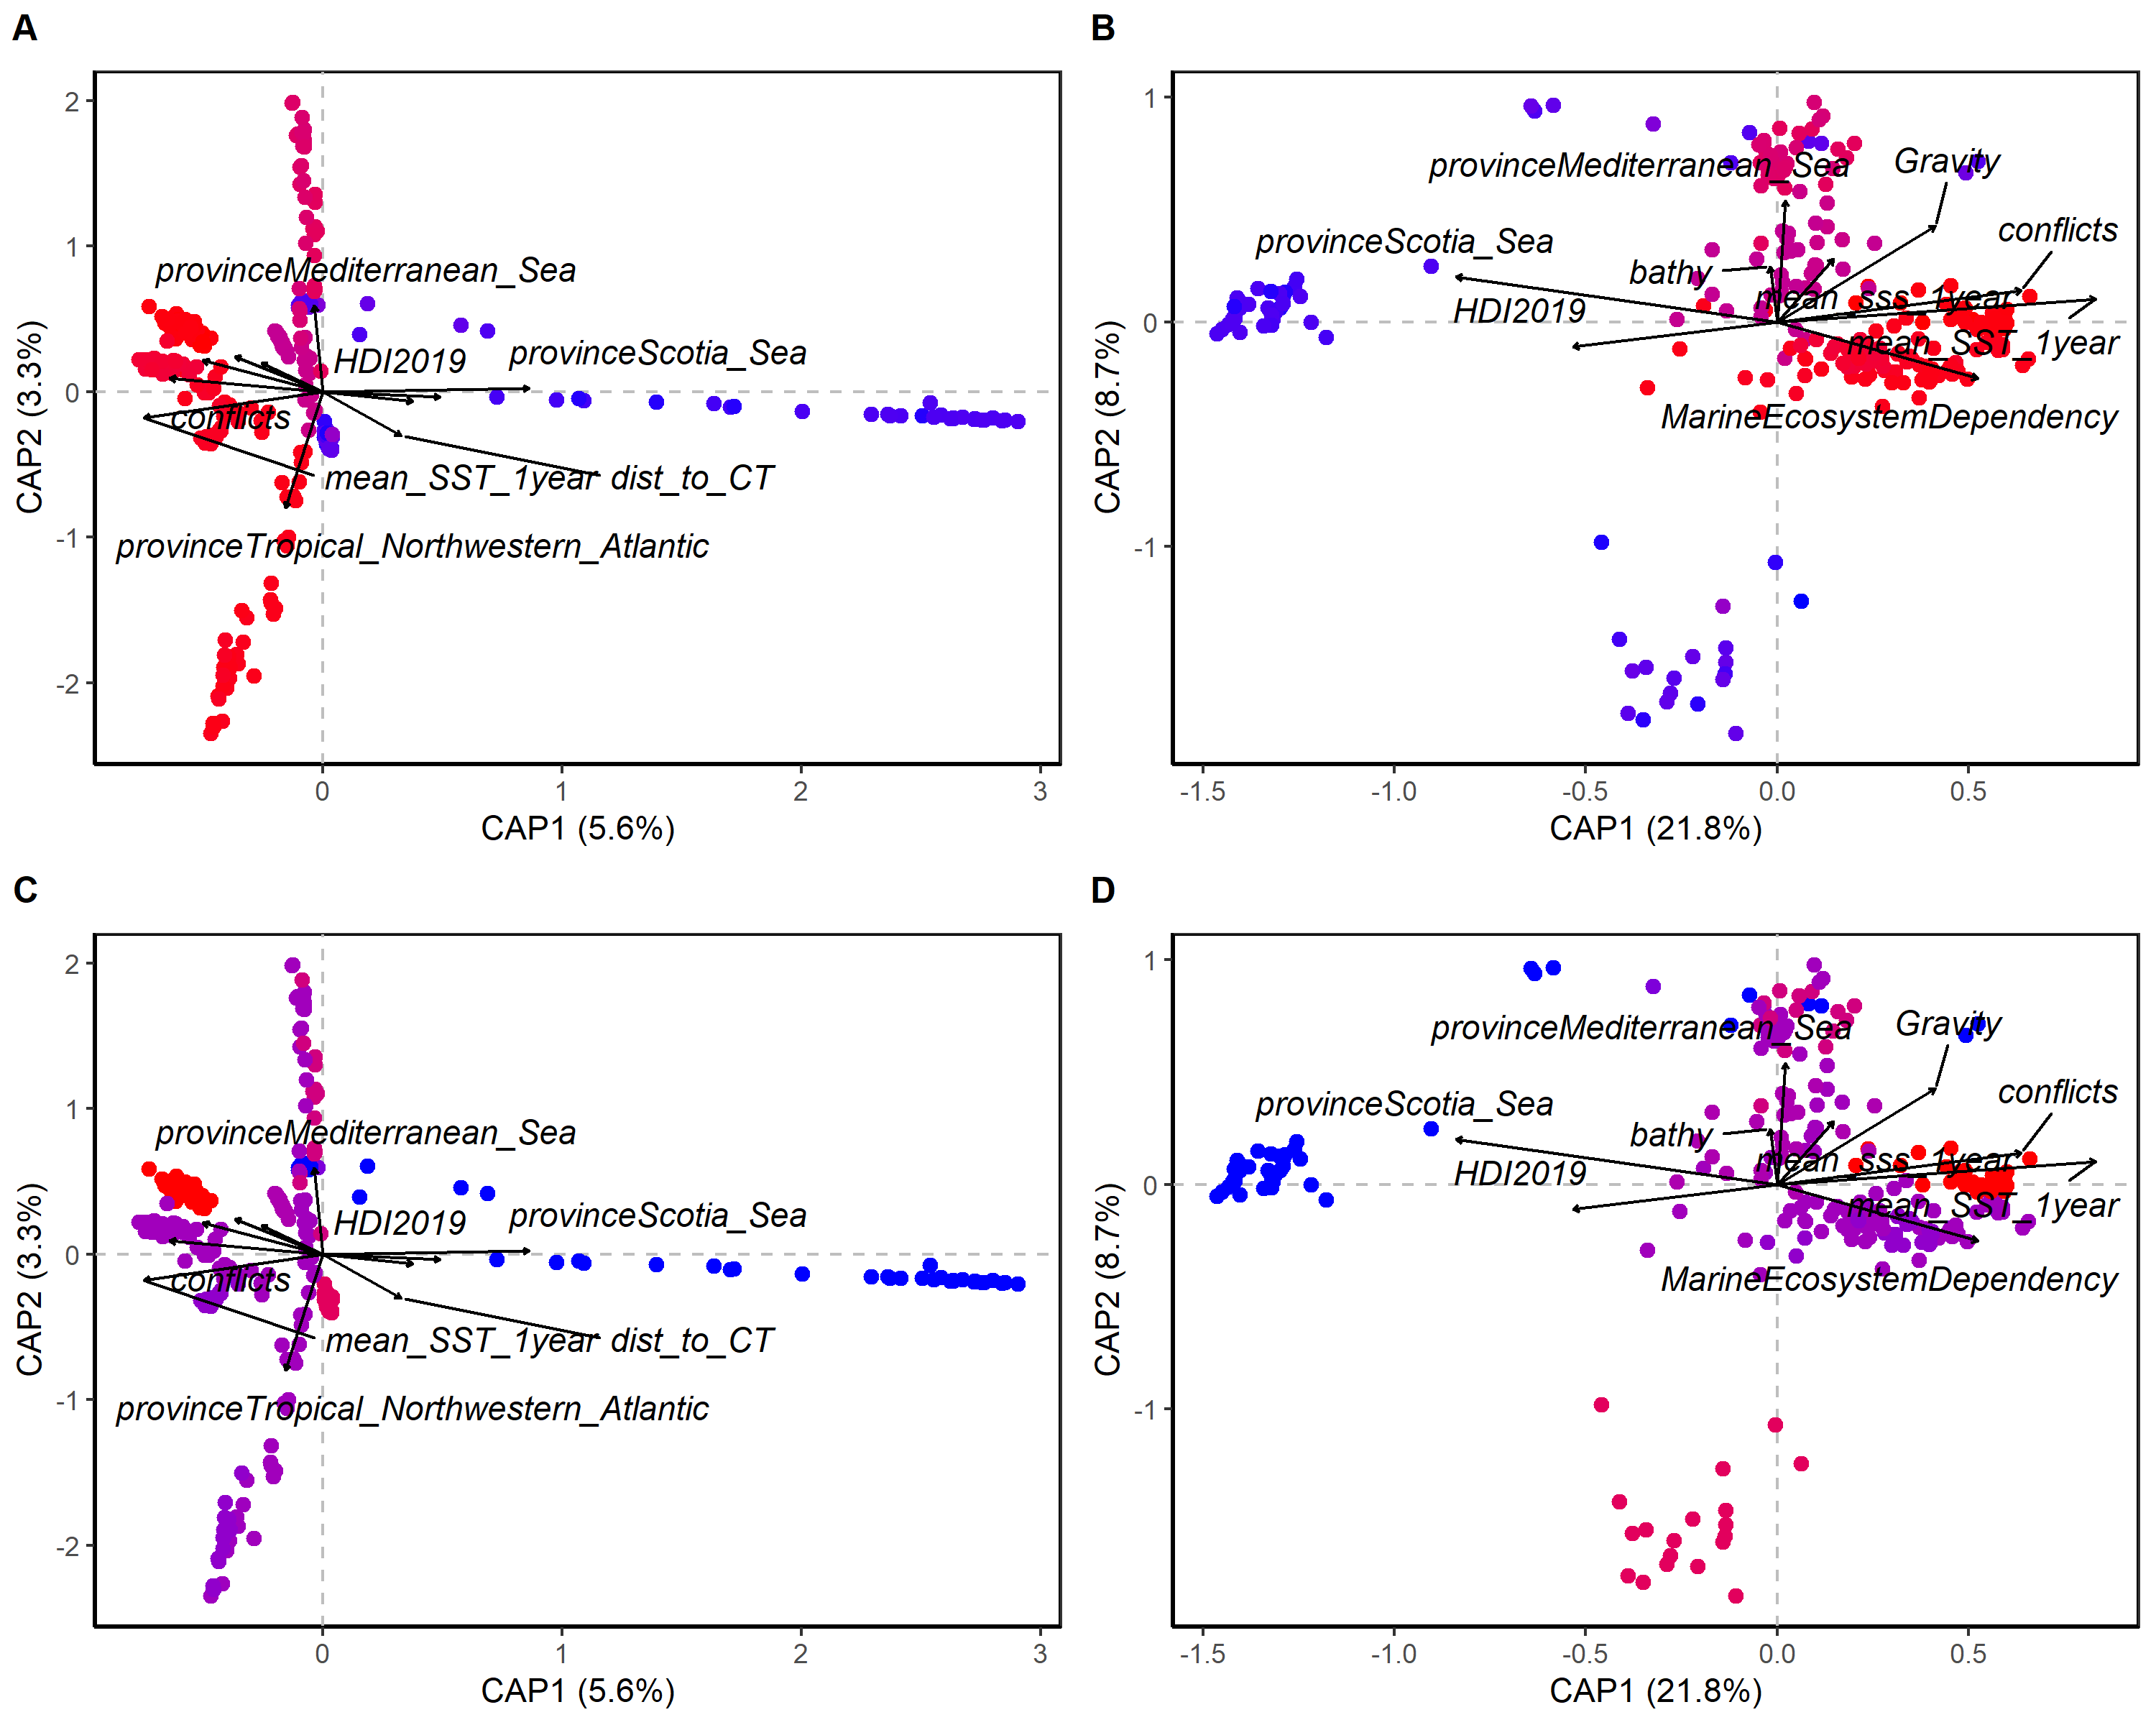 A
2
1
0
-1
-2
CAP2 (3.3%)
provinceMediterranean_Sea
HDI2019
provinceScotia_Sea
conflicts
mean_SST_1year
dist_to_CT
provinceTropical_Northwestern_Atlantic
0
1
2
3
CAP1 (5.6%)
B
1
0
-1
CAP2 (8.7%)
provinceMediterranean_Sea
Gravity
provinceScotia_Sea
conflicts
bathy
HDI2019
mean_sss_1year
mean_SST_1year
MarineEcosystemDependency
-1.5
-1.0
-0.5
0.0
0.5
CAP1 (21.8%)
C
2
1
0
-1
-2
CAP2 (3.3%)
provinceMediterranean_Sea
HDI2019
provinceScotia_Sea
conflicts
mean_SST_1year
dist_to_CT
provinceTropical_Northwestern_Atlantic
0
1
2
3
CAP1 (5.6%)
D
1
0
-1
CAP2 (8.7%)
provinceMediterranean_Sea
Gravity
provinceScotia_Sea
conflicts
bathy
HDI2019
mean_sss_1year
mean_SST_1year
MarineEcosystemDependency
-1.5
-1.0
-0.5
0.0
0.5
CAP1 (21.8%)